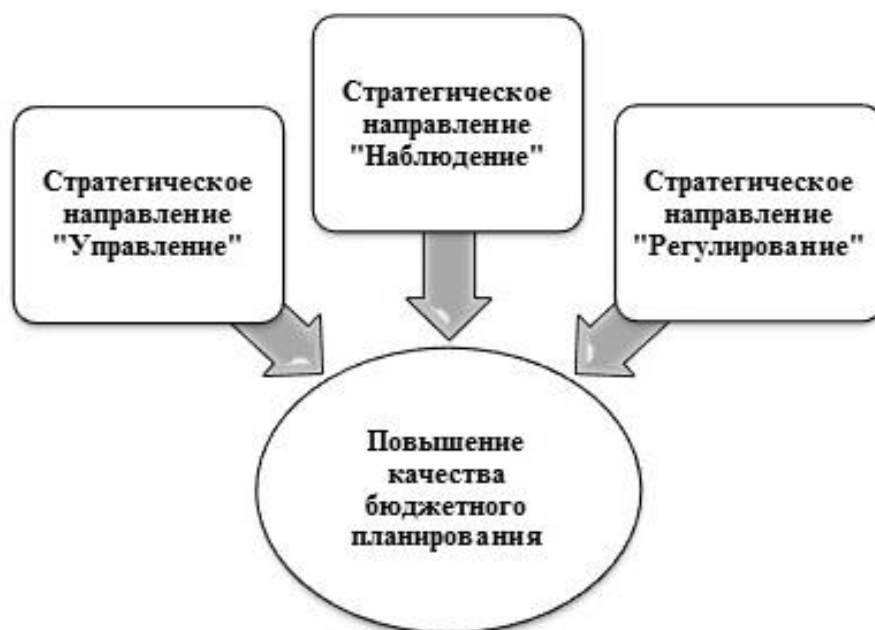 Стратегическое
направление
"Управление"
Стратегическое
направление
"Наблюдение"
Стратегическое
направление
"Регулирование"
Повышение
качества
бюджетного
планирования